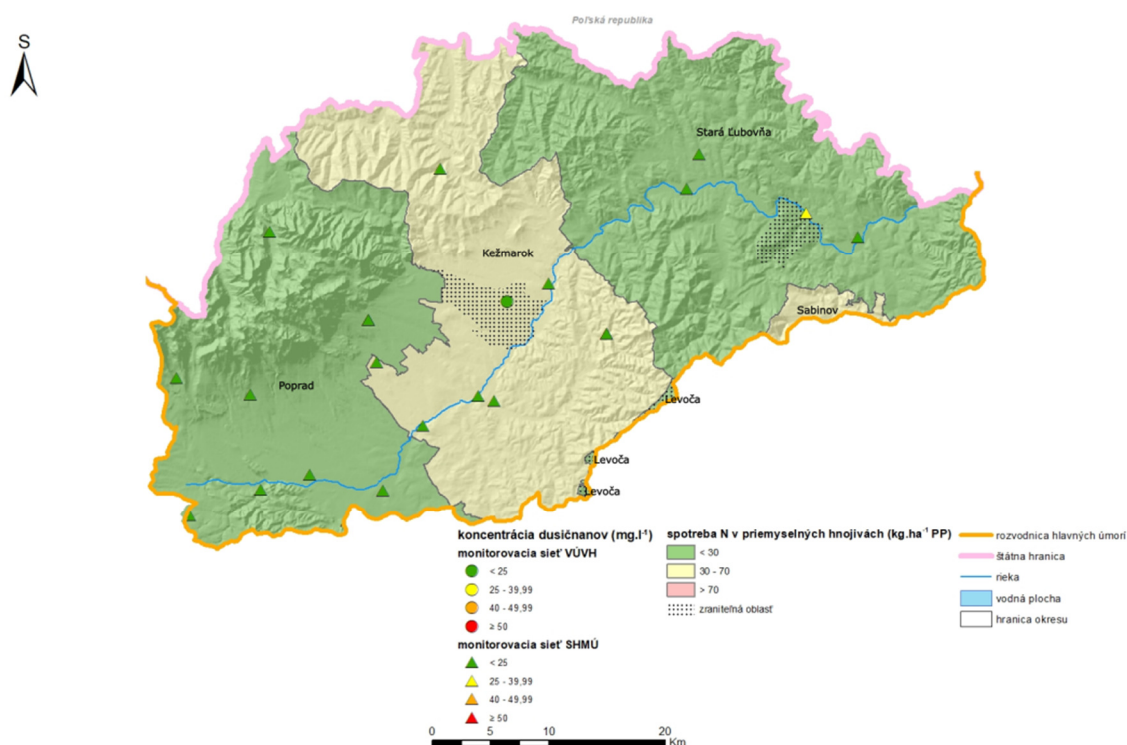 Poľská republika
S
Stará Ľubovňa
Kežmarok
Sabinov
Poprad
Levoča
Levoča
Levoča
koncentrácia dusičnanov (mg.l⁻¹)
monitorovacia sieť VÚVH
< 25
25 - 39,99
40 - 49,99
≥ 50
monitorovacia sieť SHMÚ
< 25
25 - 39,99
40 - 49,99
≥ 50
spotreba N v priemyselných hnojivách (kg.ha⁻¹ PP)
< 30
30 - 70
> 70
zraniteľná oblasť
rozvodnica hlavných úmorí
štátna hranica
rieka
vodná plocha
hranica okresu
0 5 10 20
Km